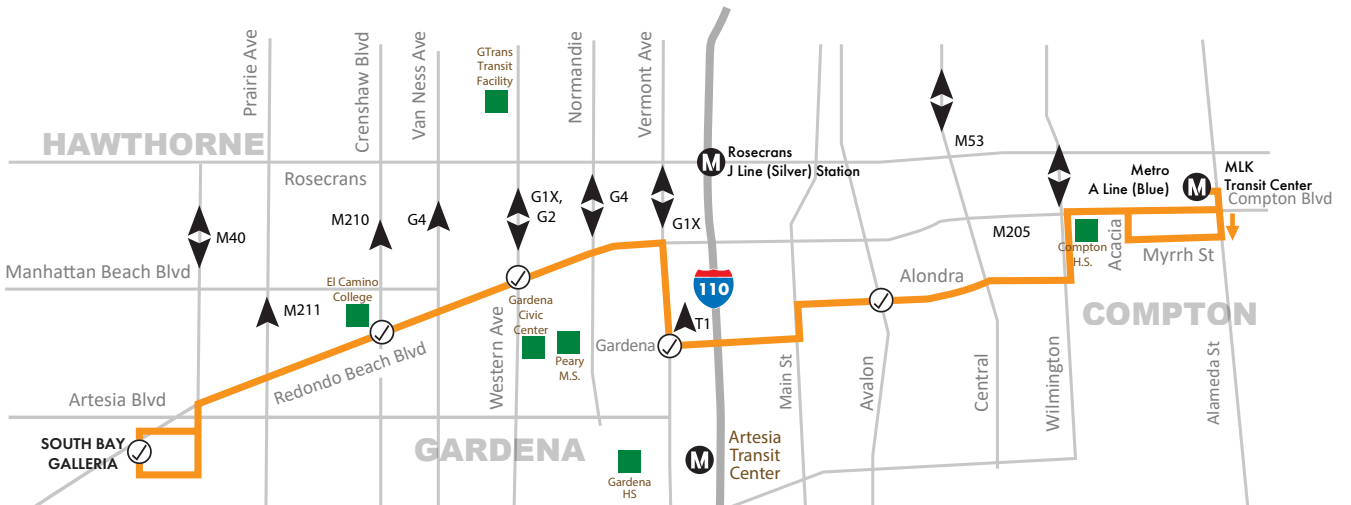 Prairie Ave
Crenshaw Blvd
Van Ness Ave
GTrans
Transit
Facility
Normandie
Vermont Ave
HAWTHORNE
Rosecrans
M
Rosecrans
J Line (Silver) Station
M53
Metro
A Line (Blue)
M
MLK
Transit Center
Compton Blvd
M40
M210
G4
G1X,
G2
G4
G1X
M205
Compton
H.S.
Acacia
Myrrh St
Manhattan Beach Blvd
El Camino
College
M211
Gardena
Civic
Center
110
T1
Alondra
COMPTON
Redondo Beach Blvd
Western Ave
Peary
M.S.
Gardena
Main St
Avalon
Central
Wilmington
Alameda St
Artesia Blvd
SOUTH BAY
GALLERIA
GARDENA
Gardena
HS
M
Artesia
Transit
Center